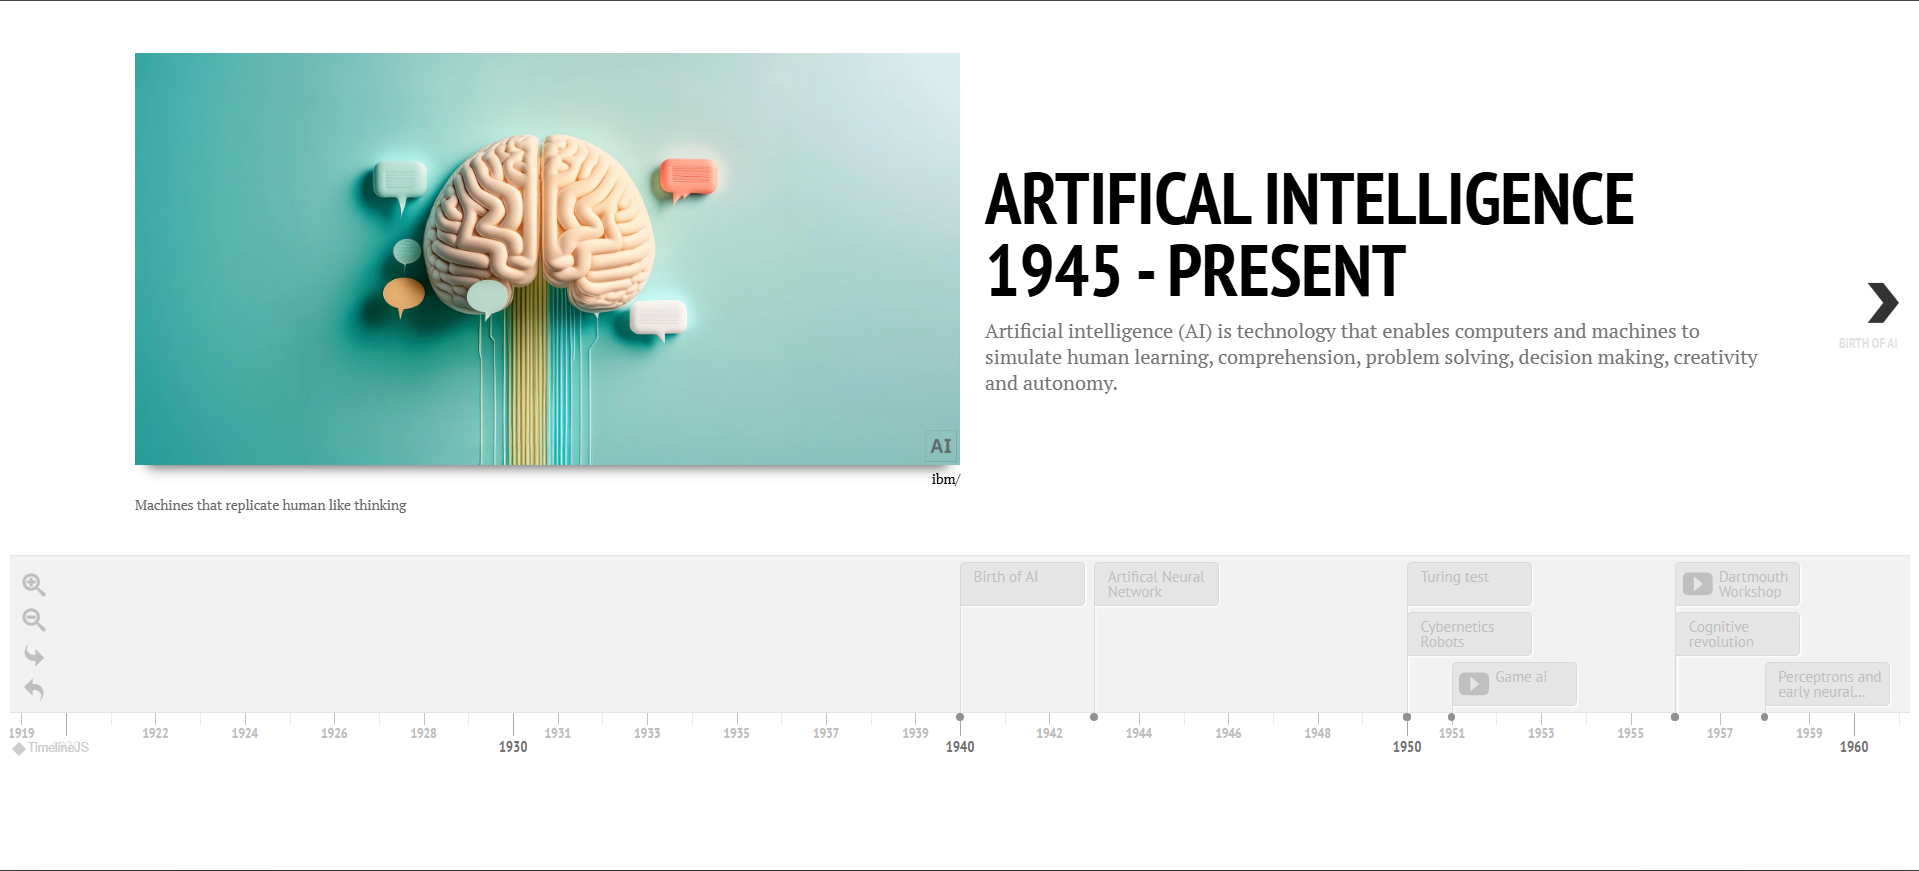 ARTIFICAL INTELLIGENCE
1945 - PRESENT
Artificial intelligence (AI) is technology that enables computers and machines to
simulate human learning, comprehension, problem solving, decision making, creativity
and autonomy.
BIRTH OF AI
AI
ibm/
Machines that replicate human like thinking
Birth of AI
Artifical Neural
Network
Turing test
Cybernetics
Robots
Game ai
Dartmouth
Workshop
Cognitive
revolution
Perceptrons and
early neural...
1919 1922 1924 1926 1928 1931 1933 1935 1937 1939 1942 1944 1946 1948 1951 1953 1955 1957 1959
TimelineJS 1930 1940 1950 1960